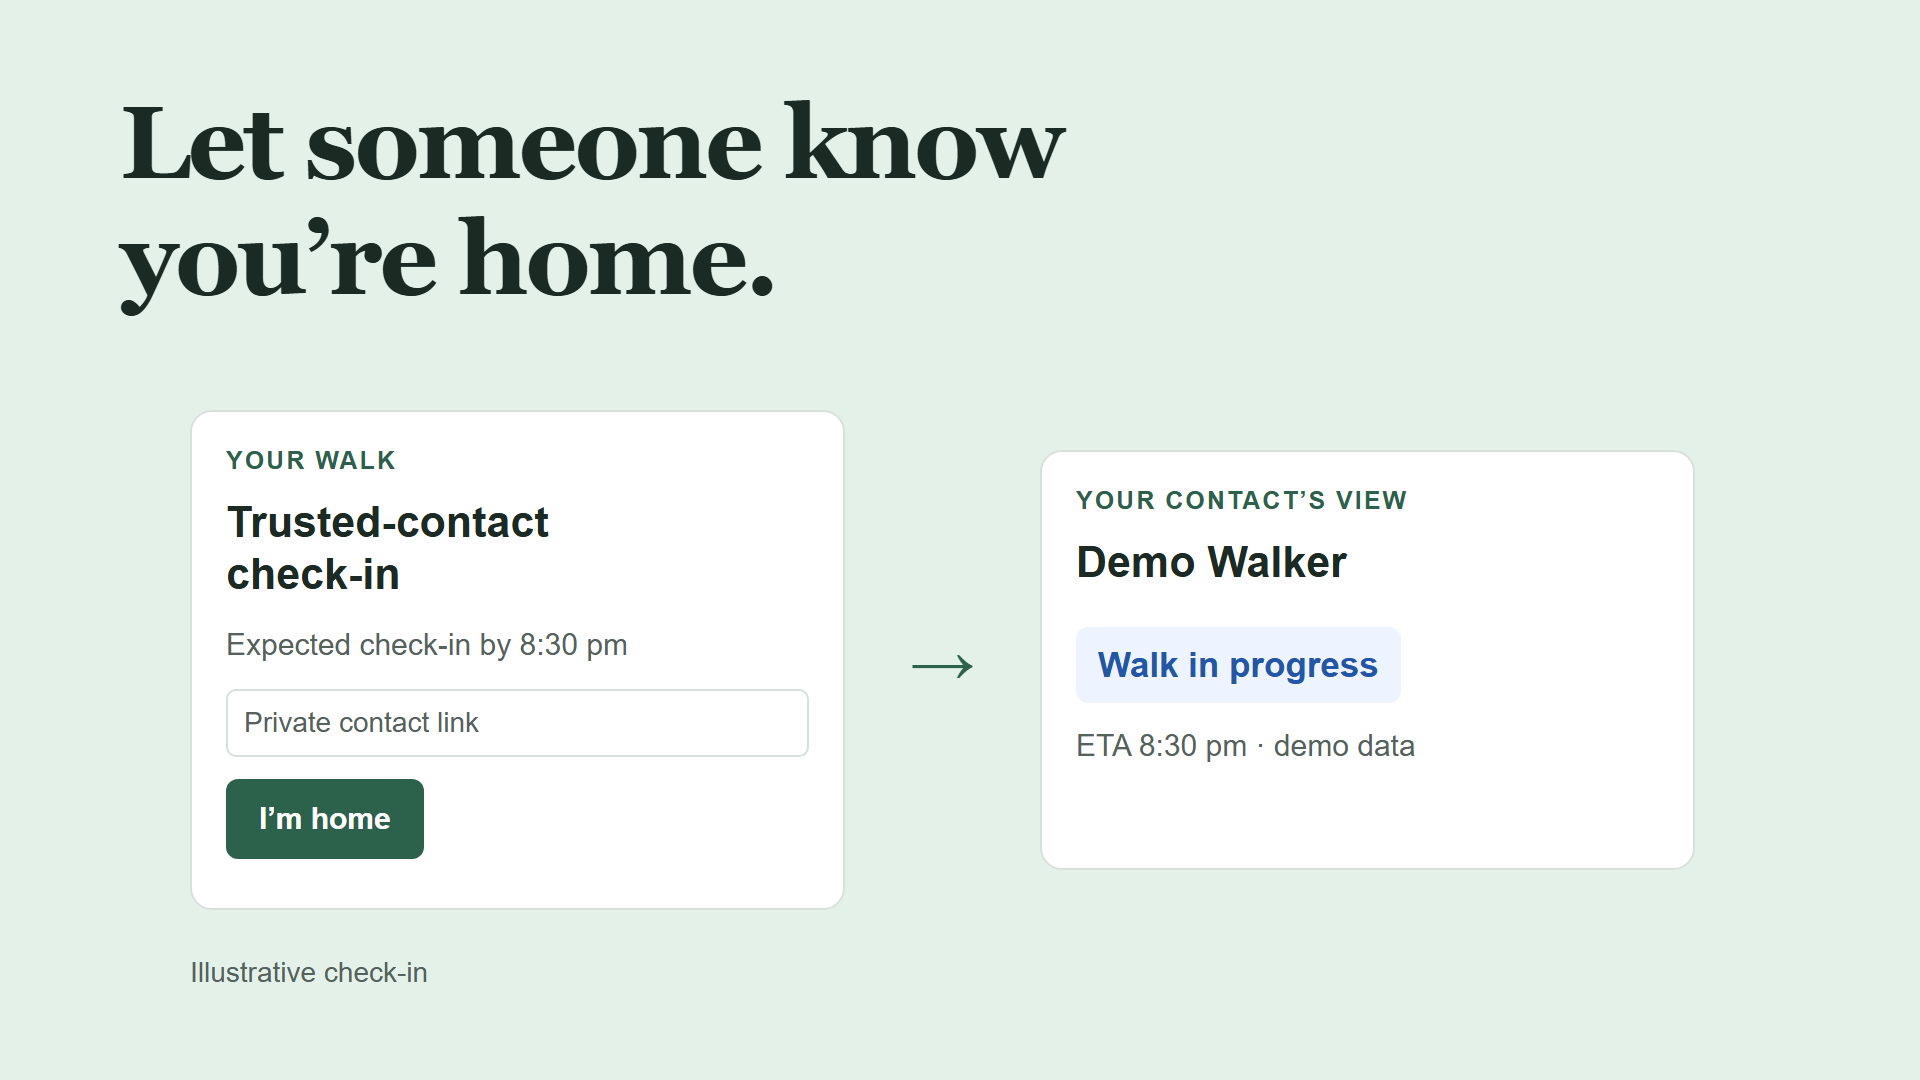 Let someone know
you’re home.
YOUR WALK
Trusted-contact
check-in
Expected check-in by 8:30 pm
Private contact link
I’m home
→
YOUR CONTACT’S VIEW
Demo Walker
Walk in progress
ETA 8:30 pm · demo data
Illustrative check-in